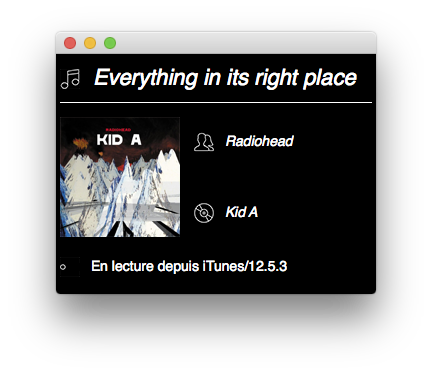 Everything in its right place
RADIOHEAD
KID A
Radiohead
Kid A
En lecture depuis iTunes/12.5.3